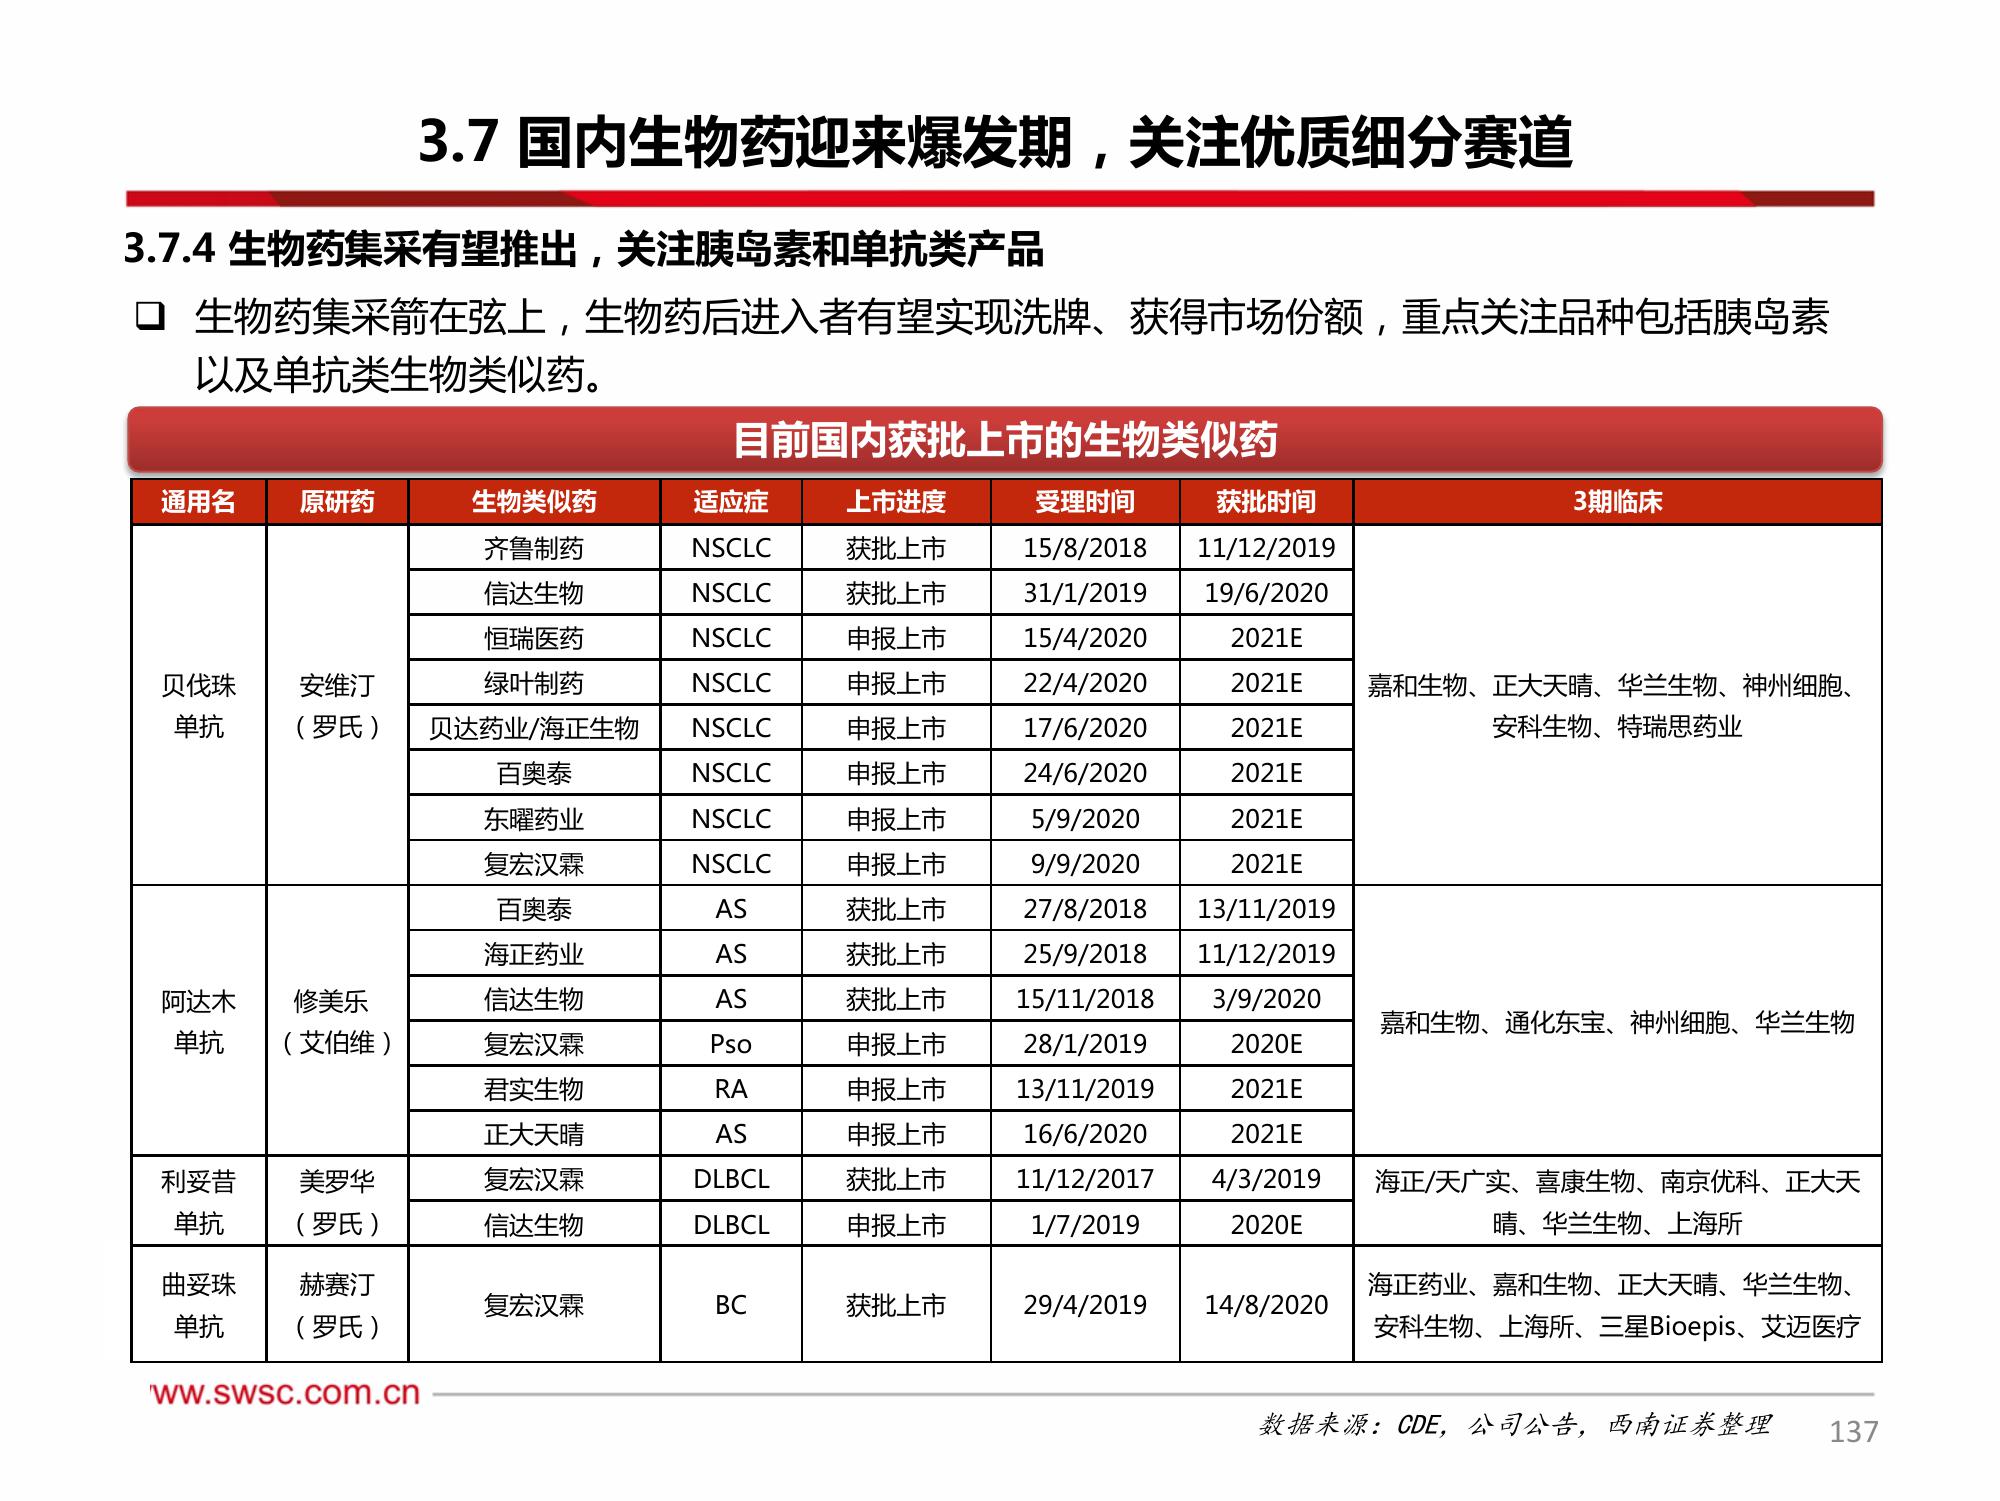 3.7 国内生物药迎来爆发期，关注优质细分赛道
3.7.4 生物药集采有望推出，关注胰岛素和单抗类产品
❑ 生物药集采箭在弦上，生物药后进入者有望实现洗牌、获得市场份额，重点关注品种包括胰岛素
以及单抗类生物类似药。
目前国内获批上市的生物类似药
通用名 原研药 生物类似药 适应症 上市进度 受理时间 获批时间 3期临床
贝伐珠
单抗
安维汀
（罗氏）
齐鲁制药 NSCLC 获批上市 15/8/2018 11/12/2019
信达生物 NSCLC 获批上市 31/1/2019 19/6/2020
恒瑞医药 NSCLC 申报上市 15/4/2020 2021E
绿叶制药 NSCLC 申报上市 22/4/2020 2021E
贝达药业/海正生物 NSCLC 申报上市 17/6/2020 2021E
百奥泰 NSCLC 申报上市 24/6/2020 2021E
东曜药业 NSCLC 申报上市 5/9/2020 2021E
复宏汉霖 NSCLC 申报上市 9/9/2020 2021E
嘉和生物、正大天晴、华兰生物、神州细胞、
安科生物、特瑞思药业
阿达木
单抗
修美乐
（艾伯维）
百奥泰 AS 获批上市 27/8/2018 13/11/2019
海正药业 AS 获批上市 25/9/2018 11/12/2019
信达生物 AS 获批上市 15/11/2018 3/9/2020
复宏汉霖 Pso 申报上市 28/1/2019 2020E
君实生物 RA 申报上市 13/11/2019 2021E
正大天晴 AS 申报上市 16/6/2020 2021E
嘉和生物、通化东宝、神州细胞、华兰生物
利妥昔
单抗
美罗华
（罗氏）
复宏汉霖 DLBCL 获批上市 11/12/2017 4/3/2019
信达生物 DLBCL 申报上市 1/7/2019 2020E
海正/天广实、喜康生物、南京优科、正大天
晴、华兰生物、上海所
曲妥珠
单抗
赫赛汀
（罗氏）
复宏汉霖 BC 获批上市 29/4/2019 14/8/2020
海正药业、嘉和生物、正大天晴、华兰生物、
安科生物、上海所、三星Bioepis、艾迈医疗
www.swsc.com.cn
数据来源：CDE，公司公告，西南证券整理
137